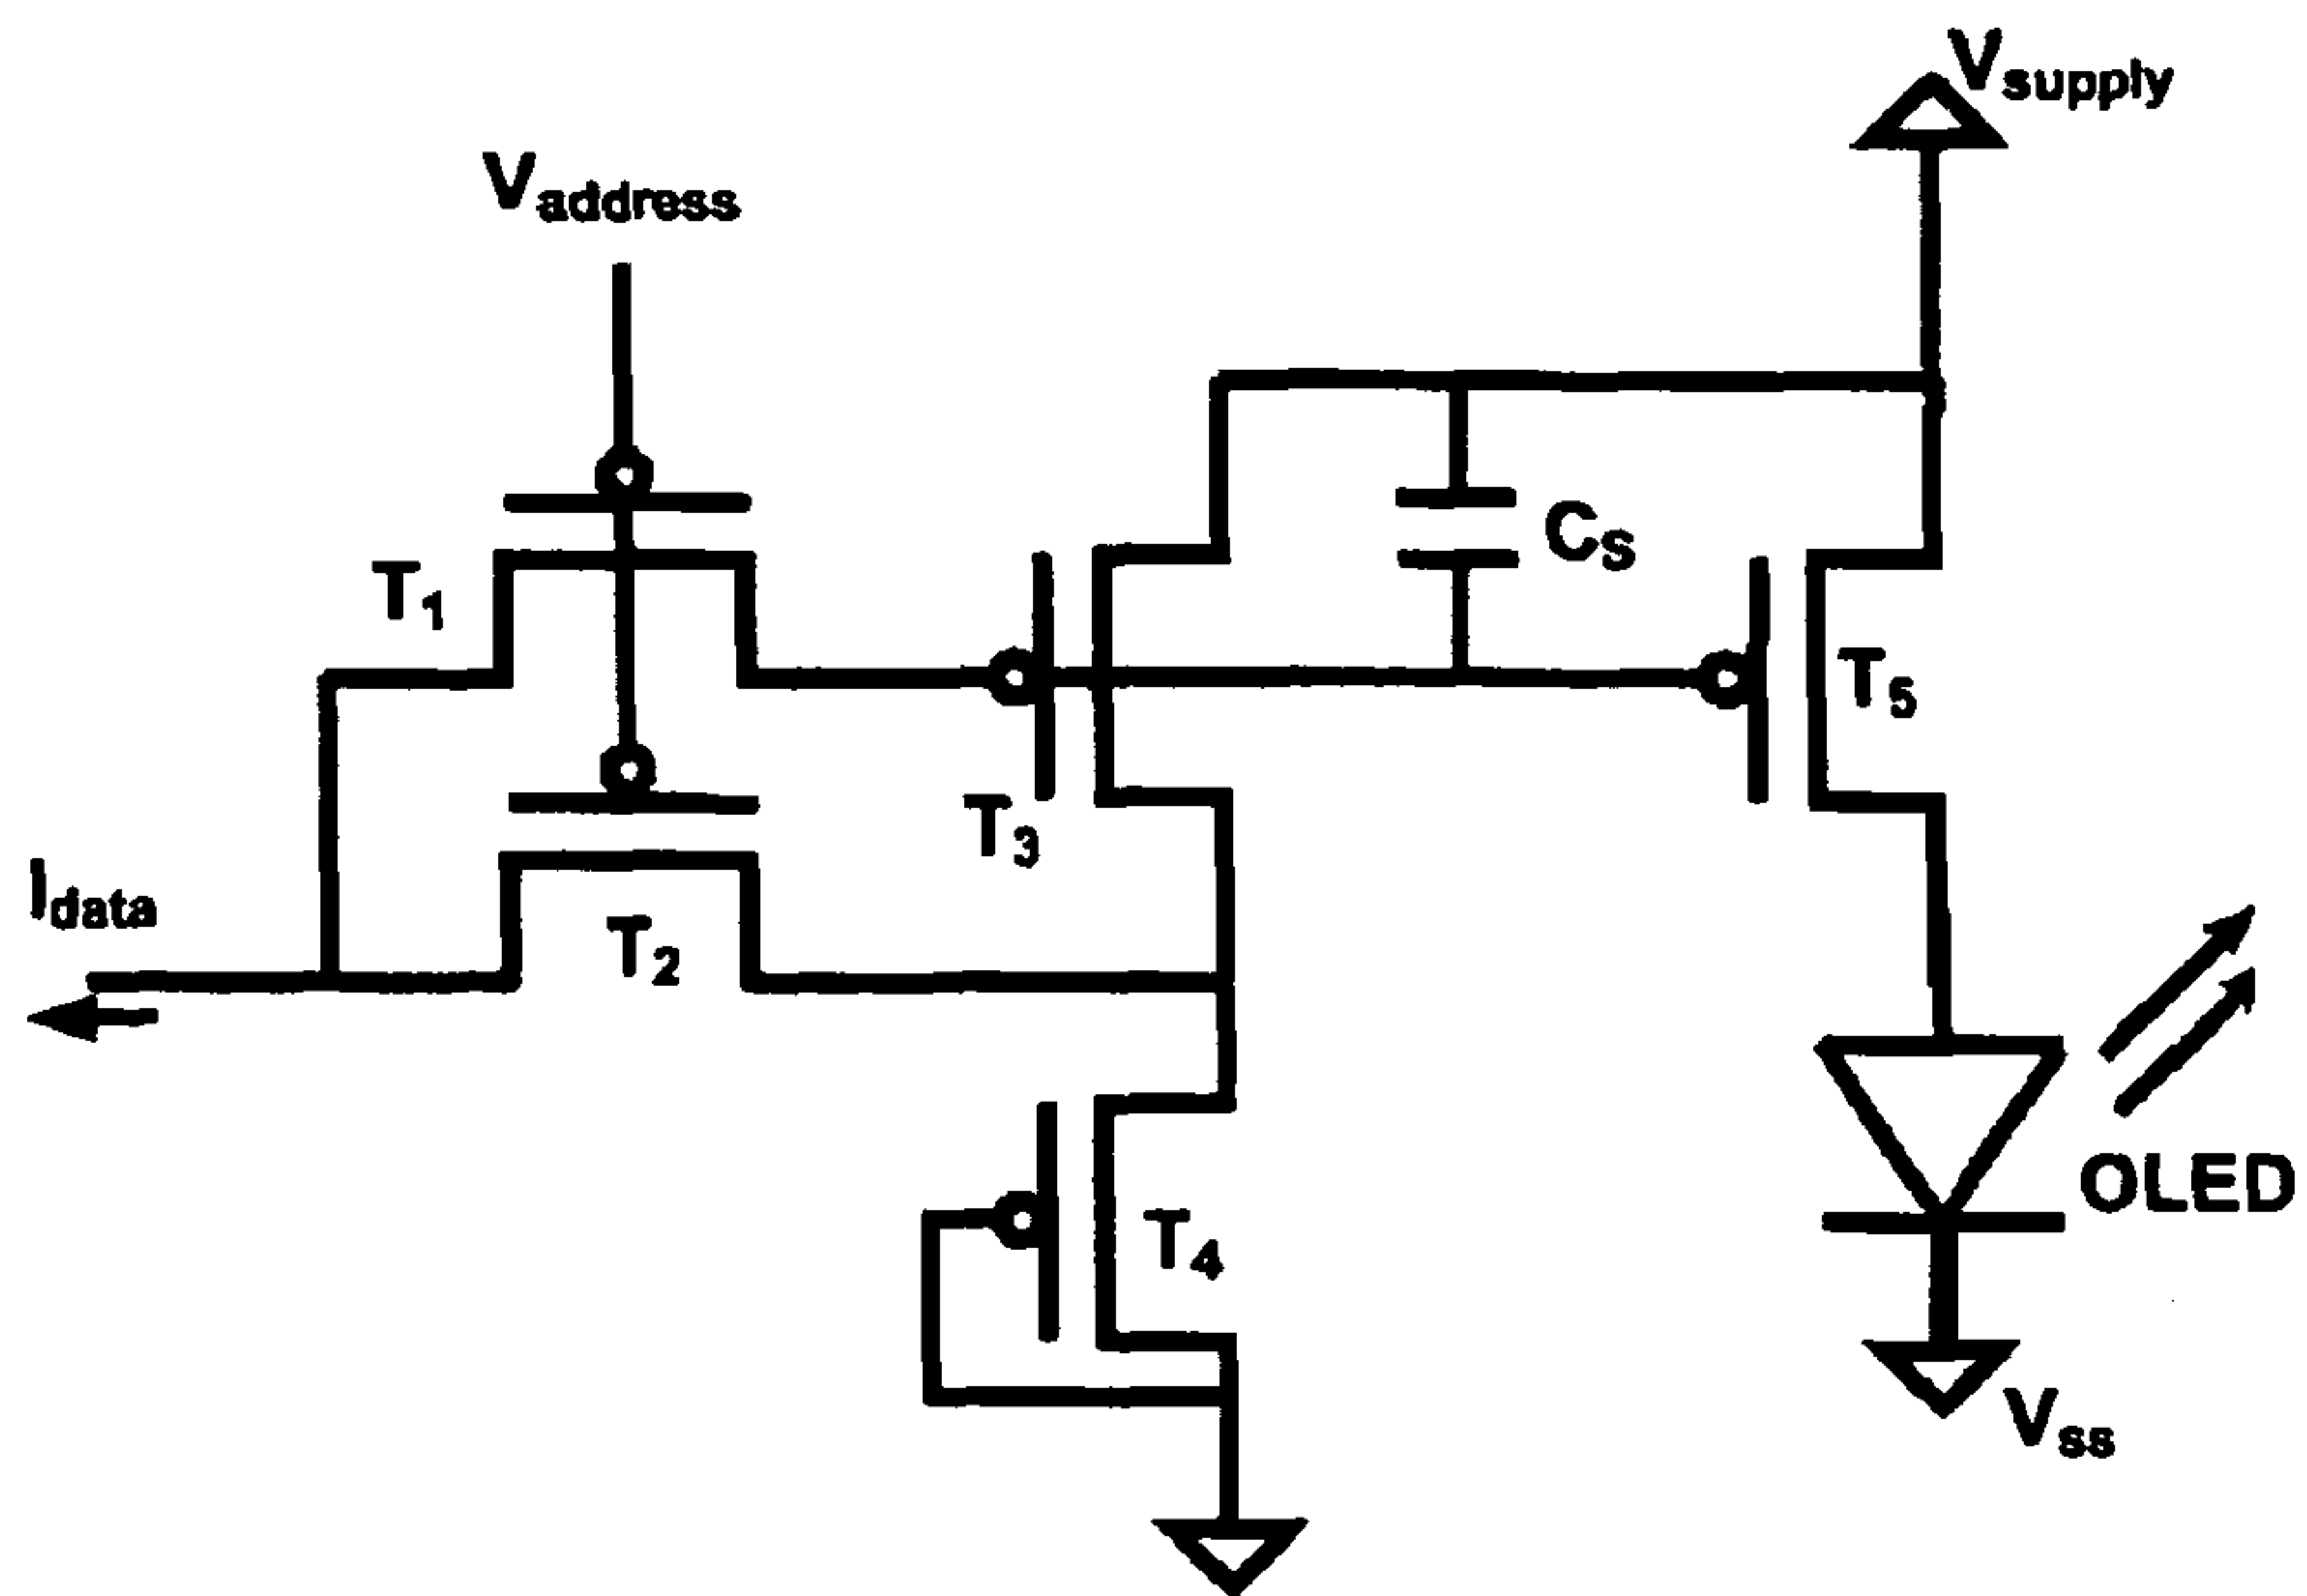 Vsupply
Vaddress
CS
T1
T5
T3
Idata
T2
T4
OLED
Vss